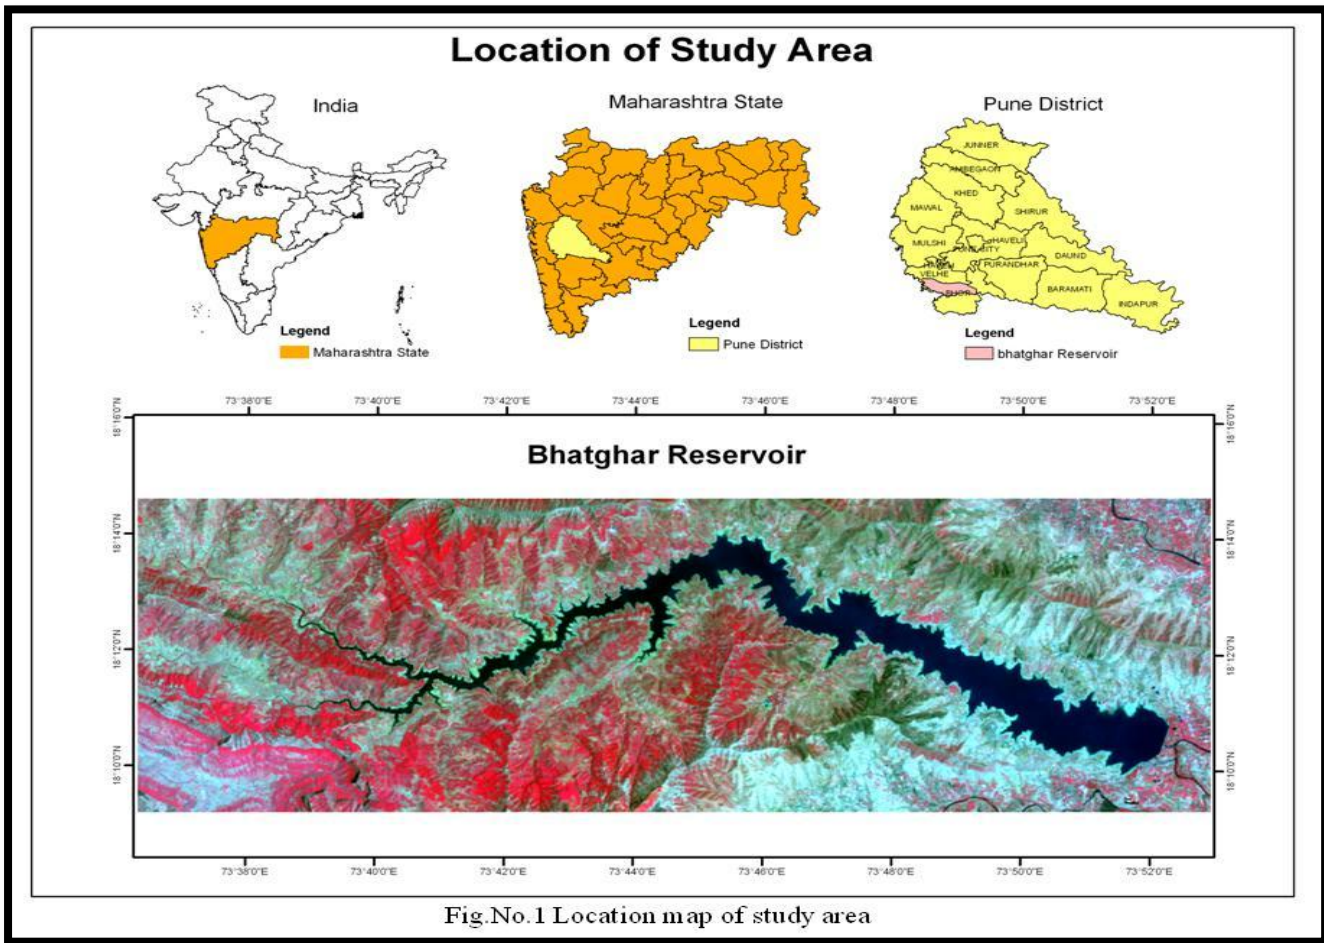 Location of Study Area
India
Maharashtra State
Pune District
JUNNER
AMBEGAON
KHED
MAWAL
SHIRUR
MULSHI
HAVELI
PUNE CITY
DAUND
VELHE
PURANDHAR
BARAMATI
BHOR
INDAPUR
Legend
Maharashtra State
Legend
Pune District
Legend
bhatghar Reservoir
73°38'0"E 73°40'0"E 73°42'0"E 73°44'0"E 73°46'0"E 73°48'0"E 73°50'0"E 73°52'0"E
18°16'0"N
18°16'0"N
Bhatghar Reservoir
18°14'0"N
18°14'0"N
18°12'0"N
18°12'0"N
18°10'0"N
18°10'0"N
73°38'0"E 73°40'0"E 73°42'0"E 73°44'0"E 73°46'0"E 73°48'0"E 73°50'0"E 73°52'0"E
Fig.No.1 Location map of study area